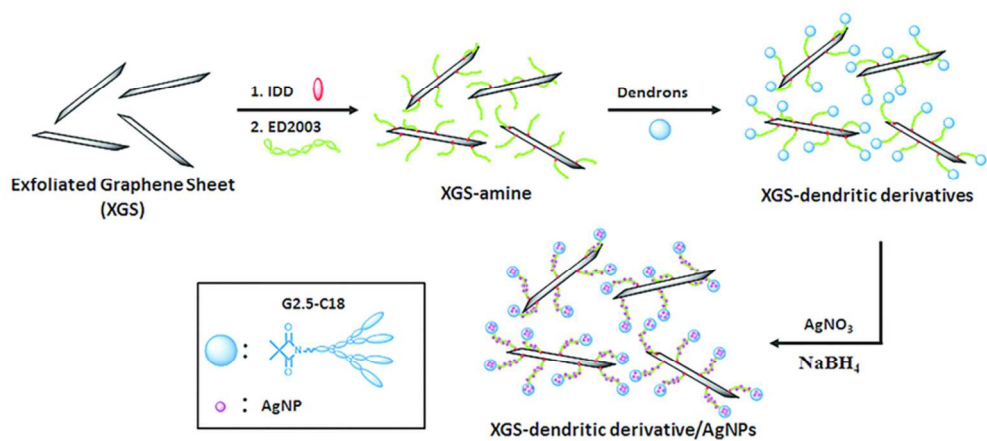 1. IDD
2. ED2003
Dendrons
Exfoliated Graphene Sheet
(XGS)
XGS-amine
XGS-dendritic derivatives
G2.5-C18
:
O
N
O
: AgNP
AgNO₃
NaBH₄
XGS-dendritic derivative/AgNPs